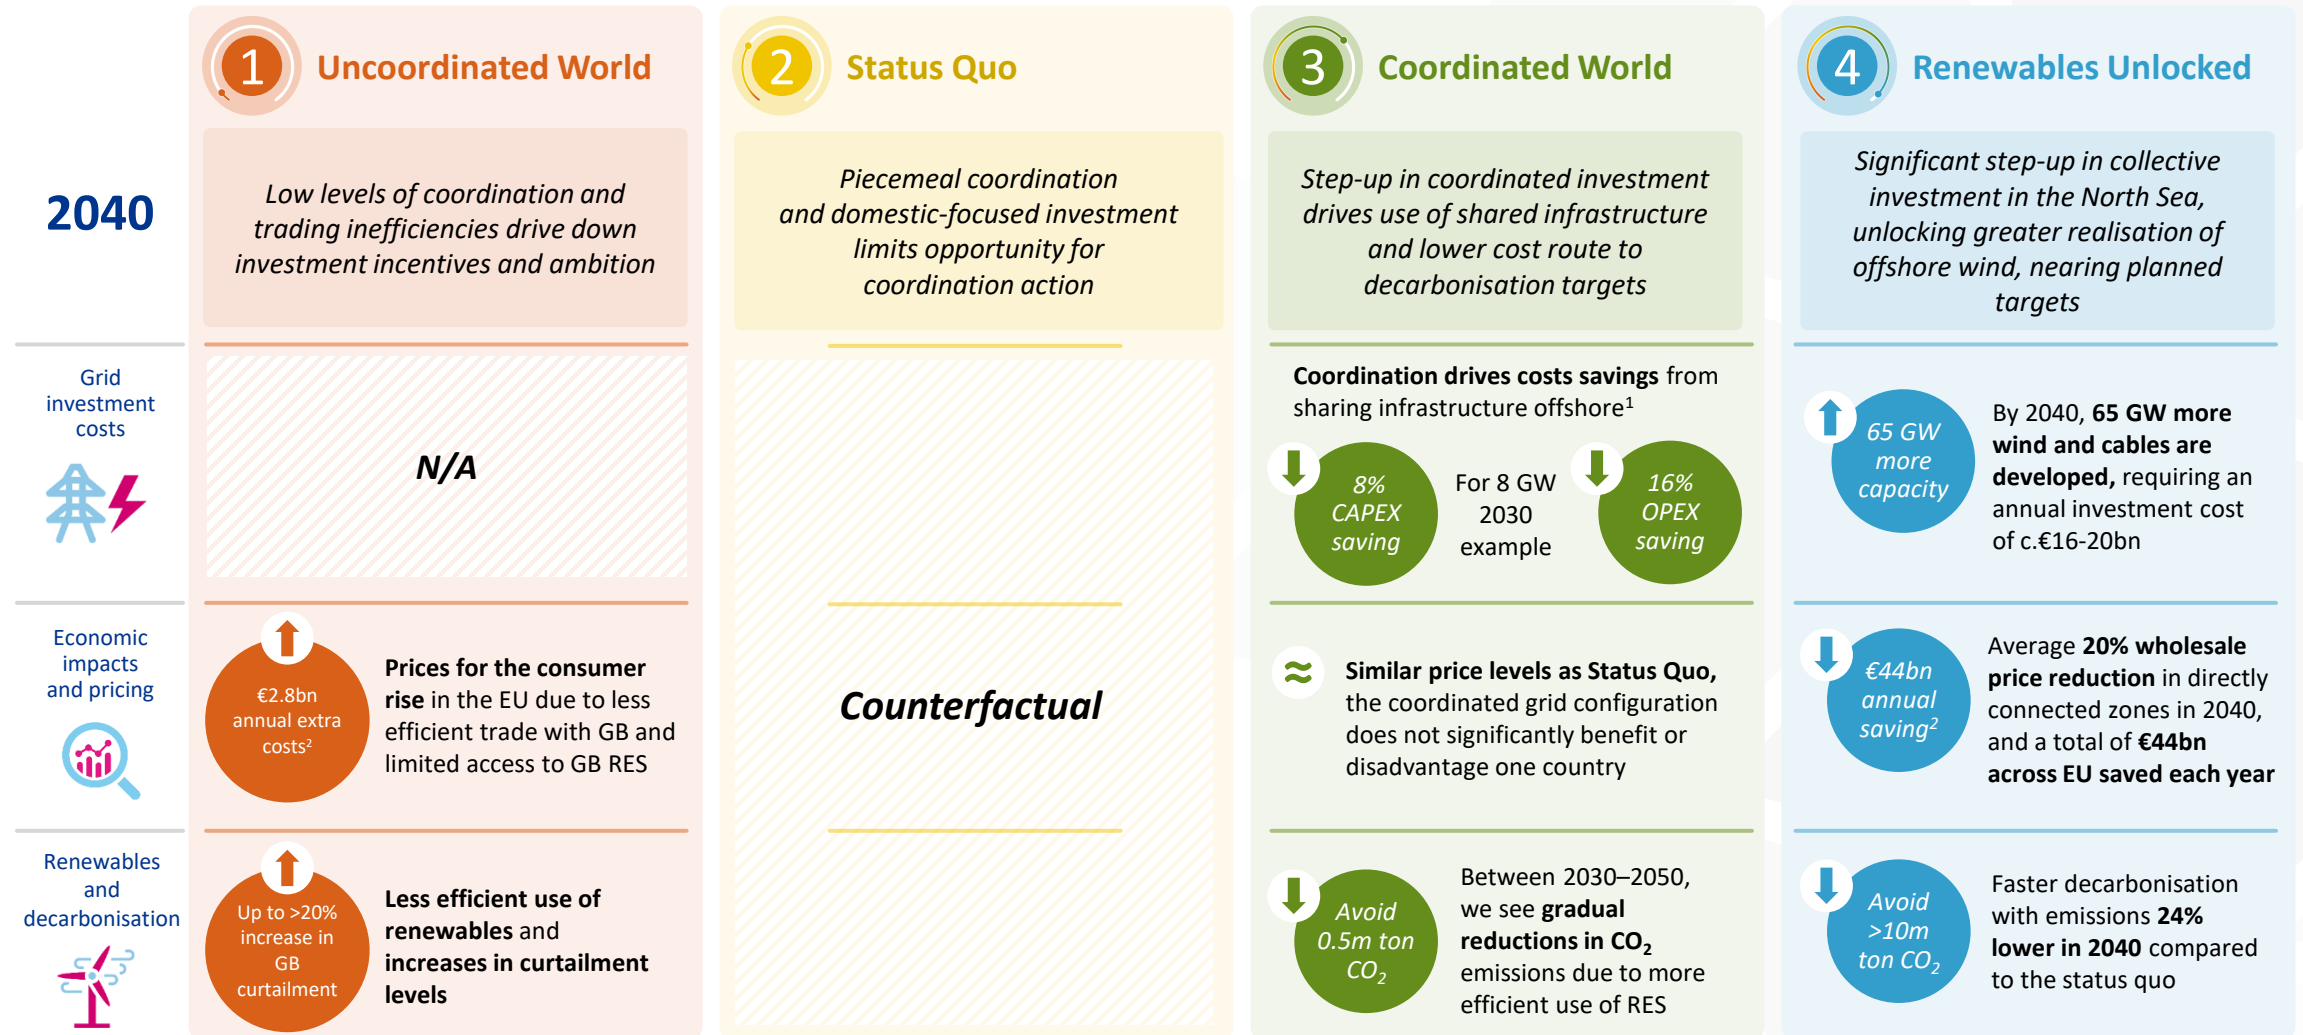 2040
1
Uncoordinated World
Low levels of coordination and
trading inefficiencies drive down
investment incentives and ambition
2
Status Quo
Piecemeal coordination
and domestic-focused investment
limits opportunity for
coordination action
3
Coordinated World
Step-up in coordinated investment
drives use of shared infrastructure
and lower cost route to
decarbonisation targets
4
Renewables Unlocked
Significant step-up in collective
investment in the North Sea,
unlocking greater realisation of
offshore wind, nearing planned
targets
Grid
investment
costs
N/A
Coordination drives costs savings from
sharing infrastructure offshore¹
8%
CAPEX
saving
For 8 GW
2030
example
16%
OPEX
saving
65 GW
more
capacity
By 2040, 65 GW more
wind and cables are
developed, requiring an
annual investment cost
of c.€16-20bn
Economic
impacts
and pricing
€2.8bn
annual extra
costs²
Prices for the consumer
rise in the EU due to less
efficient trade with GB and
limited access to GB RES
Counterfactual
≈
Similar price levels as Status Quo,
the coordinated grid configuration
does not significantly benefit or
disadvantage one country
€44bn
annual
saving²
Average 20% wholesale
price reduction in directly
connected zones in 2040,
and a total of €44bn
across EU saved each year
Renewables
and
decarbonisation
Up to >20%
increase in
GB
curtailment
Less efficient use of
renewables and
increases in curtailment
levels
Avoid
0.5m ton
CO₂
Between 2030–2050,
we see gradual
reductions in CO₂
emissions due to more
efficient use of RES
Avoid
>10m
ton CO₂
Faster decarbonisation
with emissions 24%
lower in 2040 compared
to the status quo